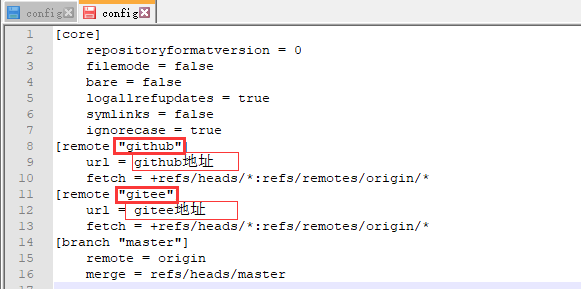 config
config
1 [core]
2 repositoryformatversion = 0
3 filemode = false
4 bare = false
5 logallrefupdates = true
6 symlinks = false
7 ignorecase = true
8 [remote "github"]
9 url = github地址
10 fetch = +refs/heads/*:refs/remotes/origin/*
11 [remote "gitee"
12 url = gitee地址
13 fetch = +refs/heads/*:refs/remotes/origin/*
14 [branch "master"]
15 remote = origin
16 merge = refs/heads/master
17